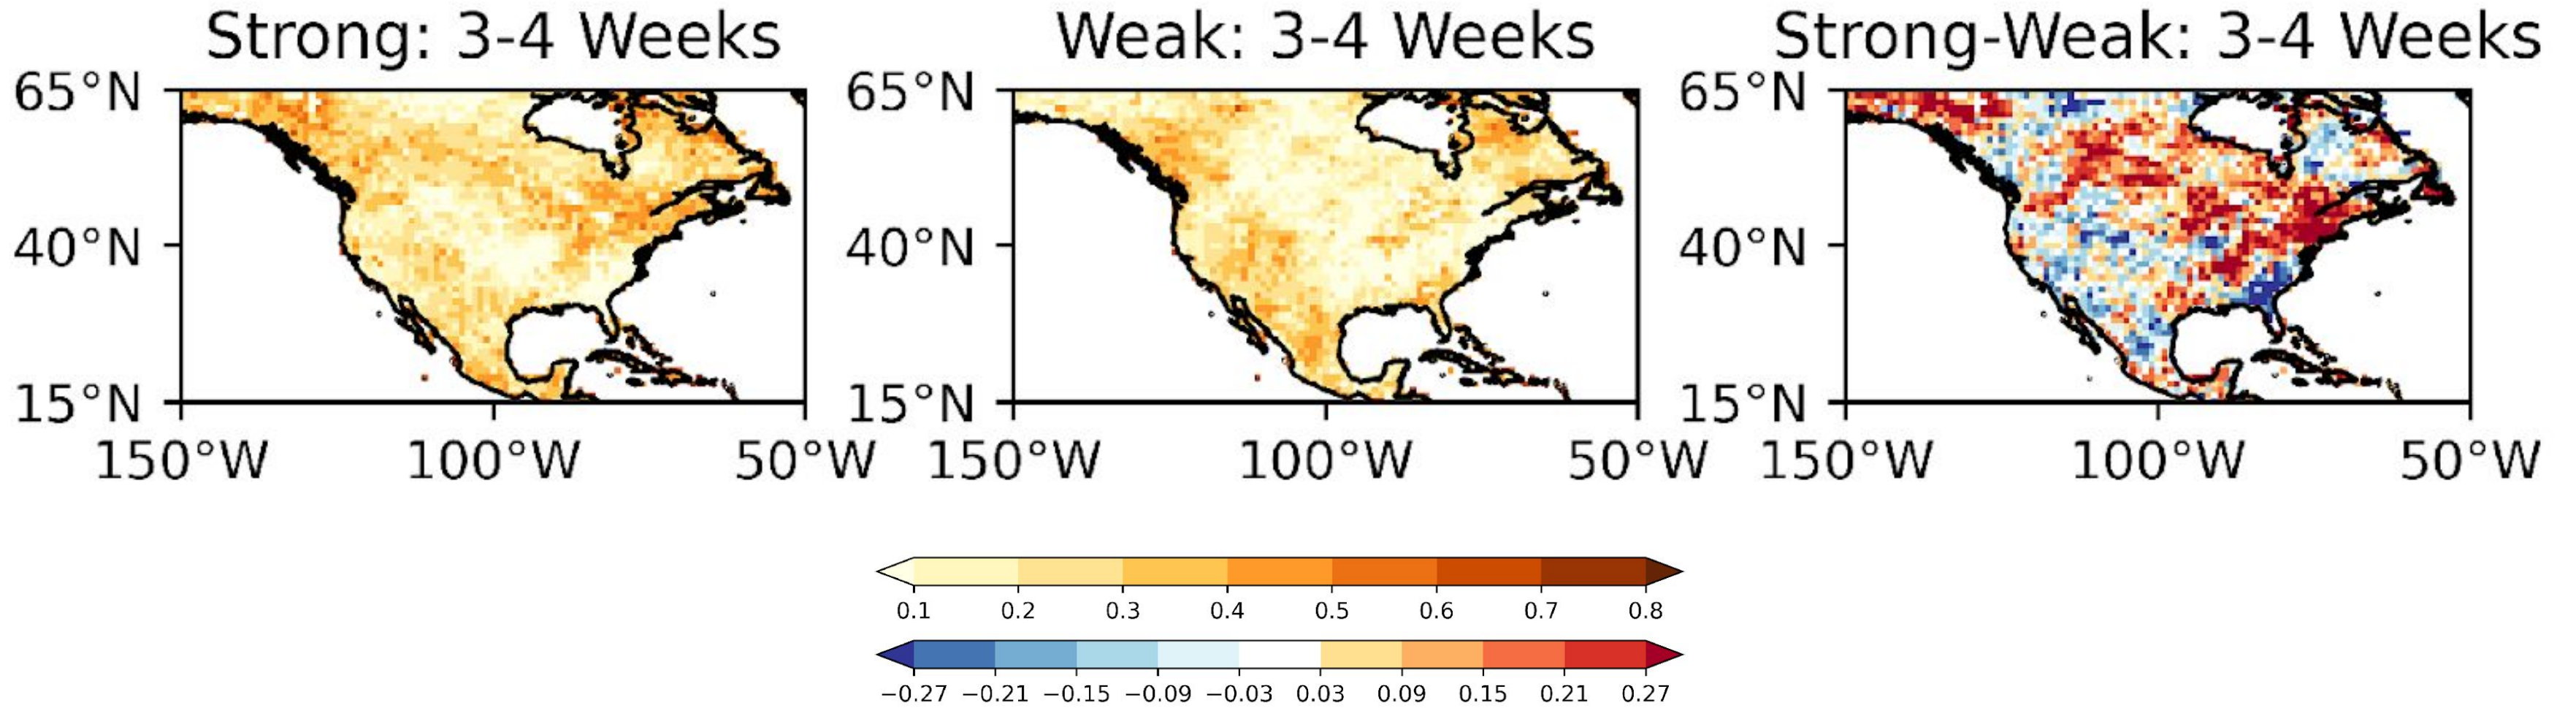 Strong: 3-4 Weeks
Weak: 3-4 Weeks
Strong-Weak: 3-4 Weeks
65°N
40°N
15°N
150°W 100°W 50°W
65°N
40°N
15°N
150°W 100°W 50°W
65°N
40°N
15°N
150°W 100°W 50°W
0.1 0.2 0.3 0.4 0.5 0.6 0.7 0.8
−0.27 −0.21 −0.15 −0.09 −0.03 0.03 0.09 0.15 0.21 0.27